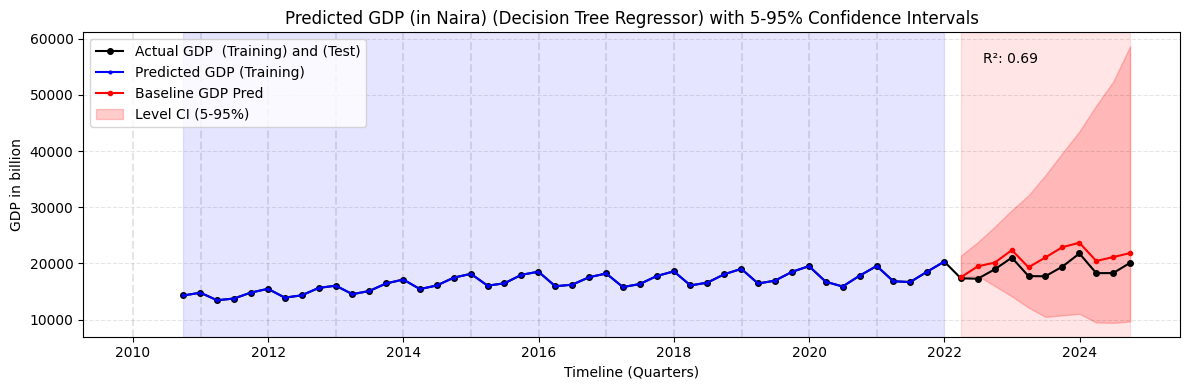 Predicted GDP (in Naira) (Decision Tree Regressor) with 5-95% Confidence Intervals
Actual GDP  (Training) and (Test)
Predicted GDP (Training)
Baseline GDP Pred
Level CI (5-95%)
R²: 0.69
GDP in billion
60000
50000
40000
30000
20000
10000
2010 2012 2014 2016 2018 2020 2022 2024
Timeline (Quarters)